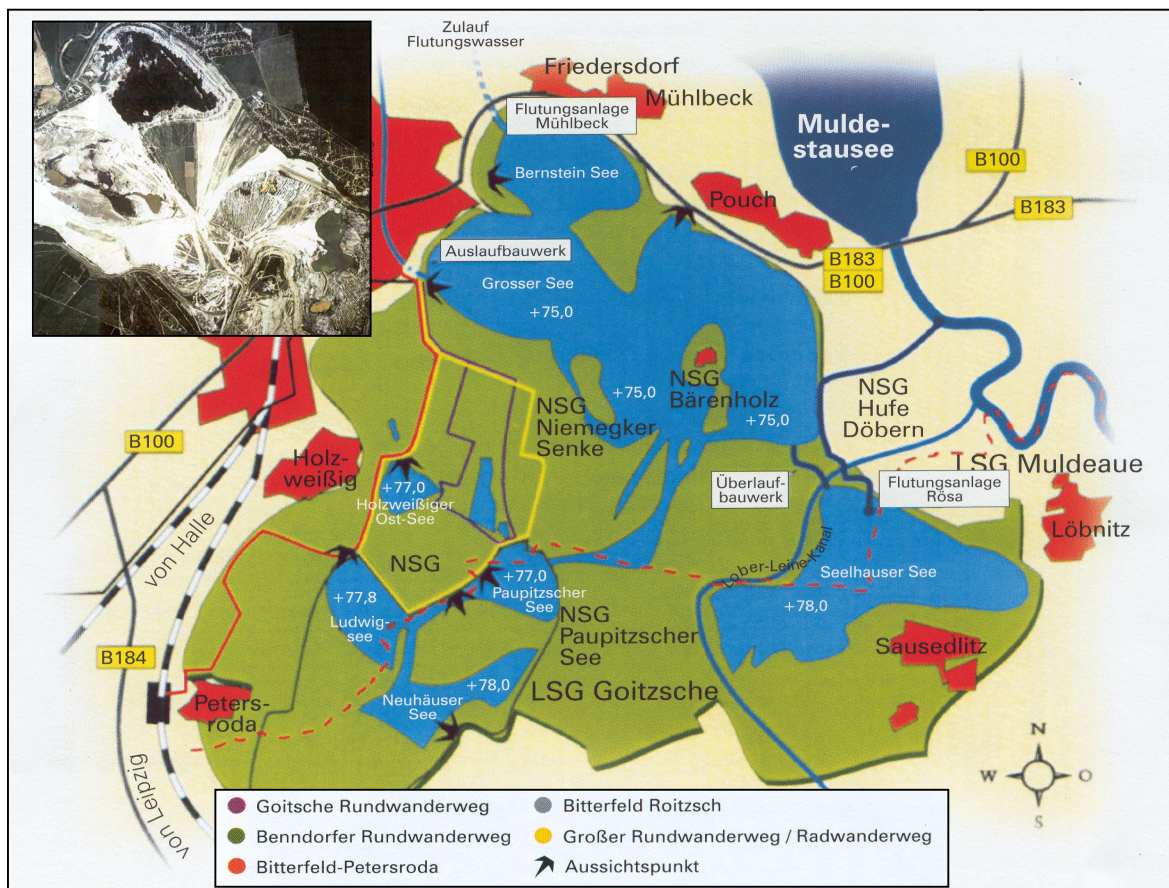 Zulauf
Flutungswasser
Friedersdorf
Mühlbeck
Flutungsanlage
Mühlbeck
Mulde-
stausee
B100
Bernstein See
Pouch
B183
Auslaufbauwerk
B183
B100
Grosser See
+75,0
+75,0
NSG
Bärenholz
+75,0
NSG
Niemegker
Senke
NSG
Hufe
Döbern
B100
Holz-
weißig
+77,0
Holzweißiger
Ost-See
Überlauf-
bauwerk
Flutungsanlage
Rösa
LSG Muldeaue
Löbnitz
von Halle
NSG
Lober-Leine-Kanal
Seelhauser See
+78,0
+77,8
Ludwig-
see
+77,0
Paupitzscher
See
NSG
Paupitzscher
See
Sausedlitz
B184
Peters-
roda
Neuhäuser
See
+78,0
LSG Goitzsche
von Leipzig
N
W
O
S
Goitsche Rundwanderweg
Benndorfer Rundwanderweg
Bitterfeld-Petersroda
Bitterfeld Roitzsch
Großer Rundwanderweg / Radwanderweg
Aussichtspunkt